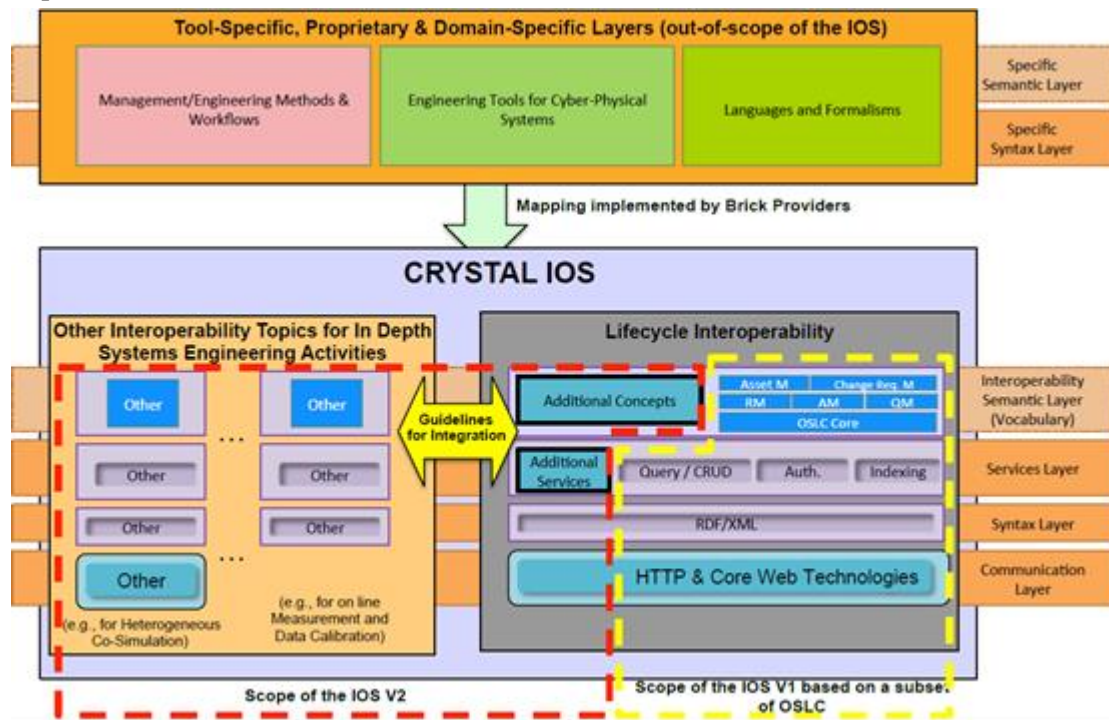 Tool-Specific, Proprietary & Domain-Specific Layers (out-of-scope of the IOS)
Management/Engineering Methods &
Workflows
Engineering Tools for Cyber-Physical
Systems
Languages and Formalisms
Specific
Semantic Layer
Specific
Syntax Layer
Mapping implemented by Brick Providers
CRYSTAL IOS
Other Interoperability Topics for In Depth
Systems Engineering Activities
Lifecycle Interoperability
Other
Other
...
Guidelines
for Integration
Additional Concepts
Asset M
Change Req. M
RM
AM
QM
OSLC Core
Interoperability
Semantic Layer
(Vocabulary)
Other
Other
Additional
Services
Query / CRUD
Auth.
Indexing
Services Layer
Other
Other
RDF/XML
Syntax Layer
...
Other
HTTP & Core Web Technologies
Communication
Layer
(e.g., for Heterogeneous
Co-Simulation)
(e.g., for on line
Measurement and
Data Calibration)
Scope of the IOS V2
Scope of the IOS V1 based on a subset
of OSLC